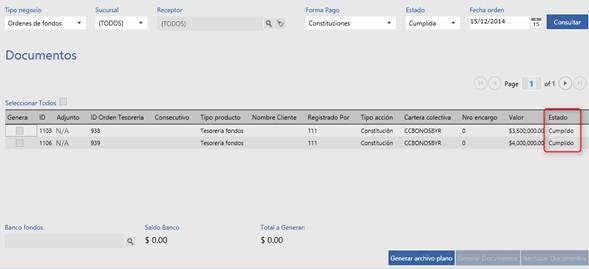 Tipo negocio Sucursal Receptor Forma Pago Estado Fecha orden
Ordenes de fondos (TODOS) (TODOS) Constituciones Cumplida 15/12/2014 15 Consultar
Documentos
Page 1 of 1
Seleccionar Todos
Genera ID Adjunto ID Orden Tesoreria Consecutivo Tipo producto Nombre Cliente Registrado Por Tipo acción Cartera colectiva Nro encargo Valor Estado
1103 N/A 938 Tesorería fondos 111 Constitución CCBONOSBYR 0 $3,500,000.00 Cumplido
1106 N/A 939 Tesorería fondos 111 Constitución CCBONOSBYR 0 $4,000,000.00 Cumplido
Banco fondos Saldo Banco Total a Generar:
$ 0.00 $ 0.00
Generar archivo plano Generar Documentos Rechazar Documentos